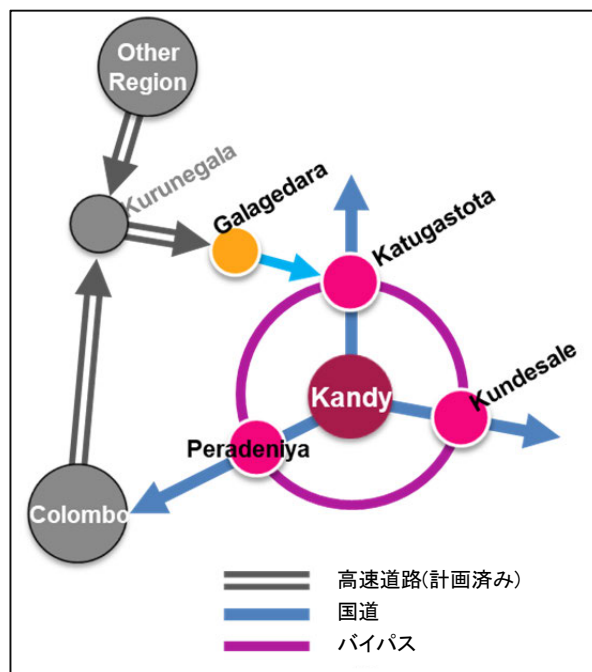 Other
Region
Kurunegala
Galagedara
Katugastota
Kandy
Kundesale
Peradeniya
Colombo
高速道路(計画済み)
国道
バイパス